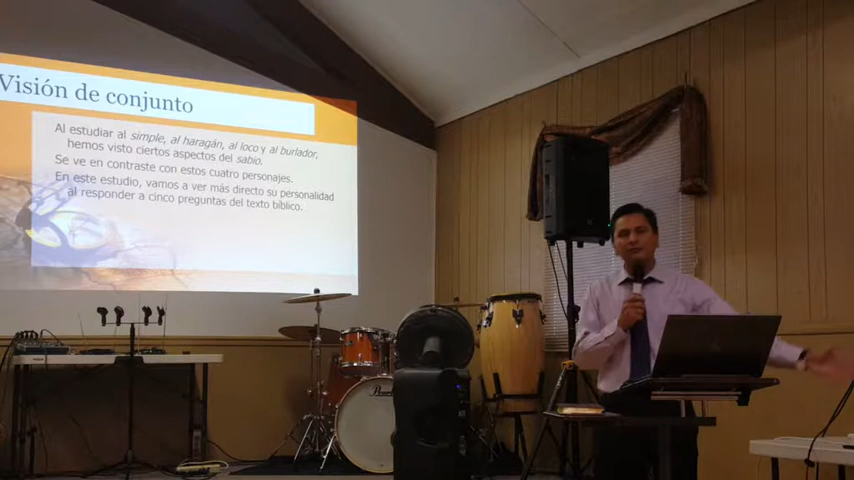 Visión de conjunto
Al estudiar al simple, al haragán, al loco y al burlador,
hemos visto ciertos aspectos del sabio.
Se ve en contraste con estos cuatro personajes.
En este estudio, vamos a ver más directo su personalidad
al responder a cinco preguntas del texto bíblico.
Pearl